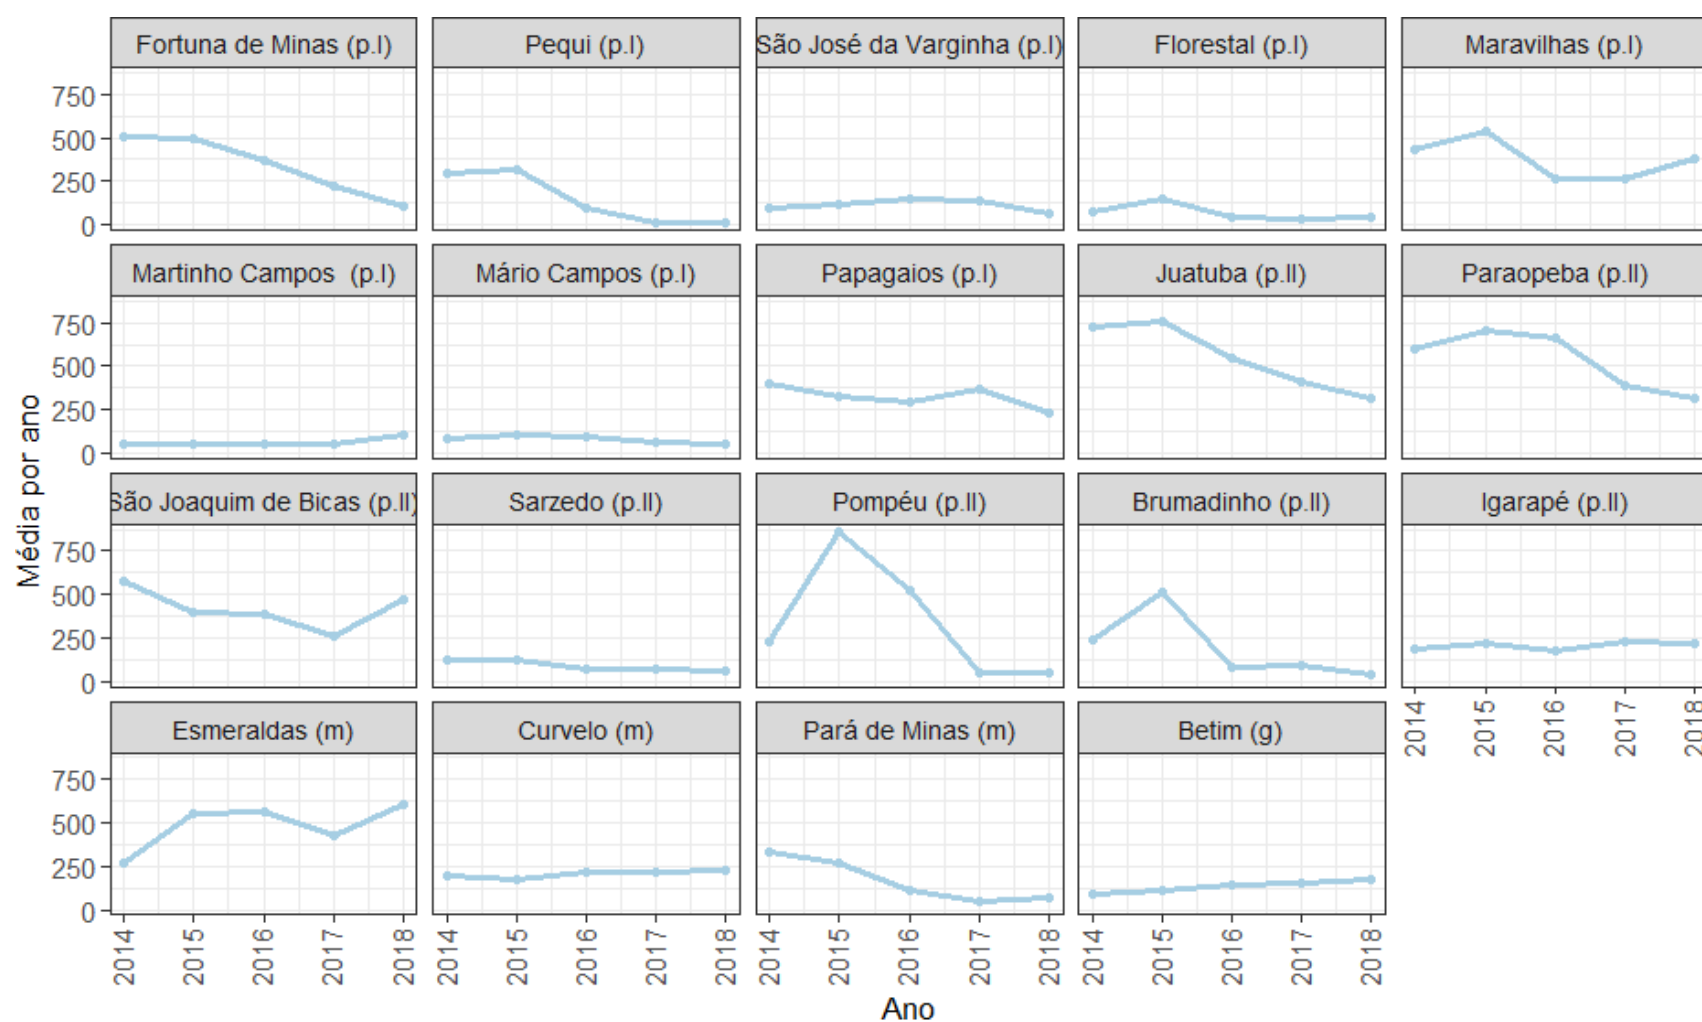 Fortuna de Minas (p.I)
Pequi (p.I)
São José da Varginha (p.I)
Florestal (p.I)
Maravilhas (p.I)
750
500
250
0
Martinho Campos  (p.I)
Mário Campos (p.I)
Papagaios (p.I)
Juatuba (p.II)
Paraopeba (p.II)
750
500
250
0
Média por ano
São Joaquim de Bicas (p.II)
Sarzedo (p.II)
Pompéu (p.II)
Brumadinho (p.II)
Igarapé (p.II)
750
500
250
0
2014
2015
2016
2017
2018
Esmeraldas (m)
Curvelo (m)
Pará de Minas (m)
Betim (g)
750
500
250
0
2014
2015
2016
2017
2018
2014
2015
2016
2017
2018
2014
2015
2016
2017
2018
2014
2015
2016
2017
2018
Ano